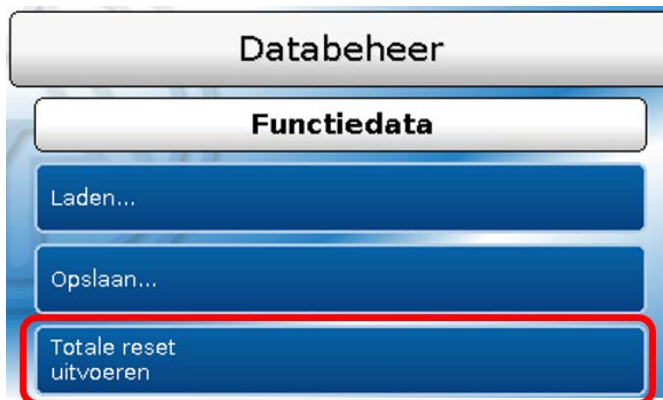 Databeheer
Functiedata
Laden...
Opslaan...
Totale reset
uitvoeren